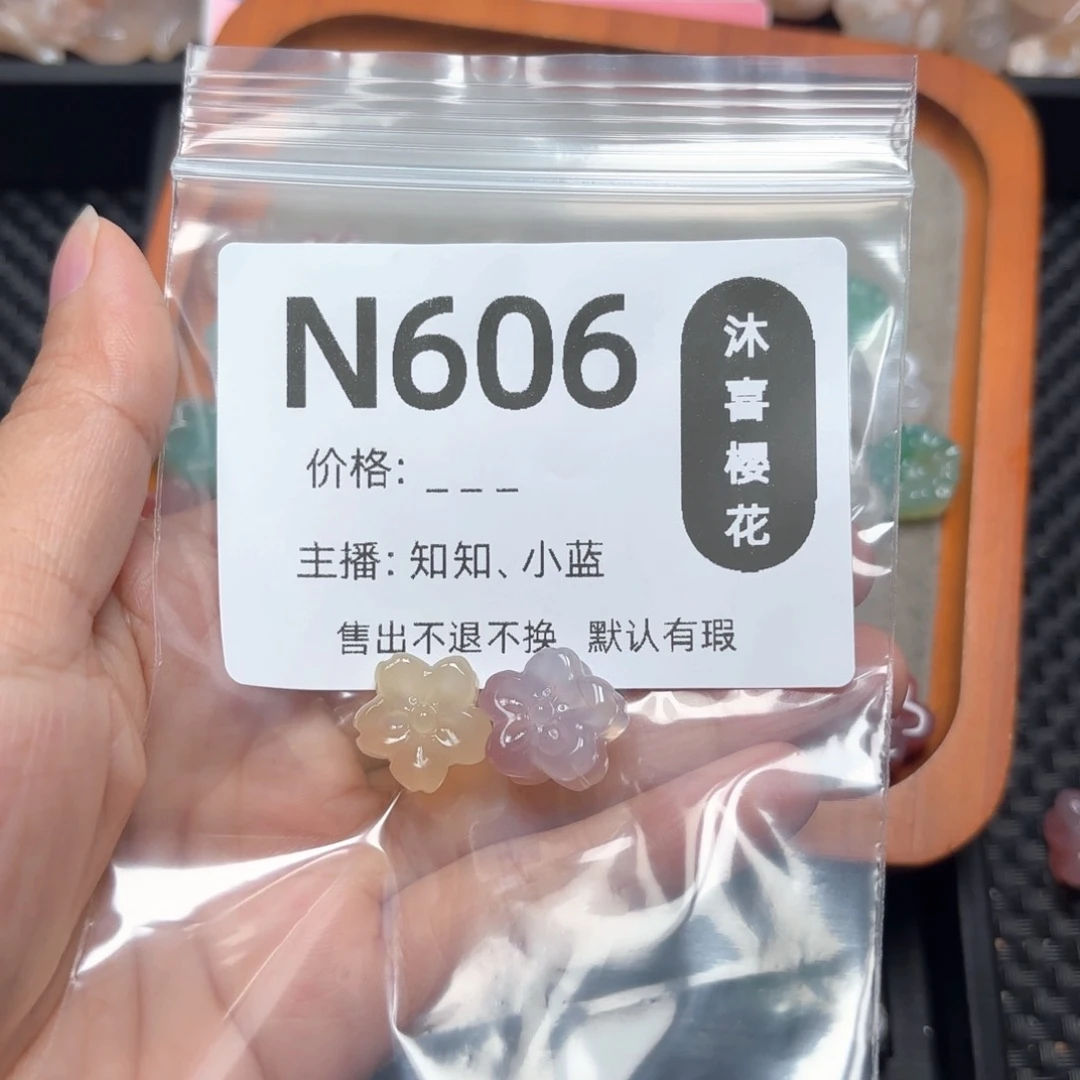 N606
沐喜樱花
价格: _ _ _
主播: 知知、小蓝
售出不退不换 默认有瑕